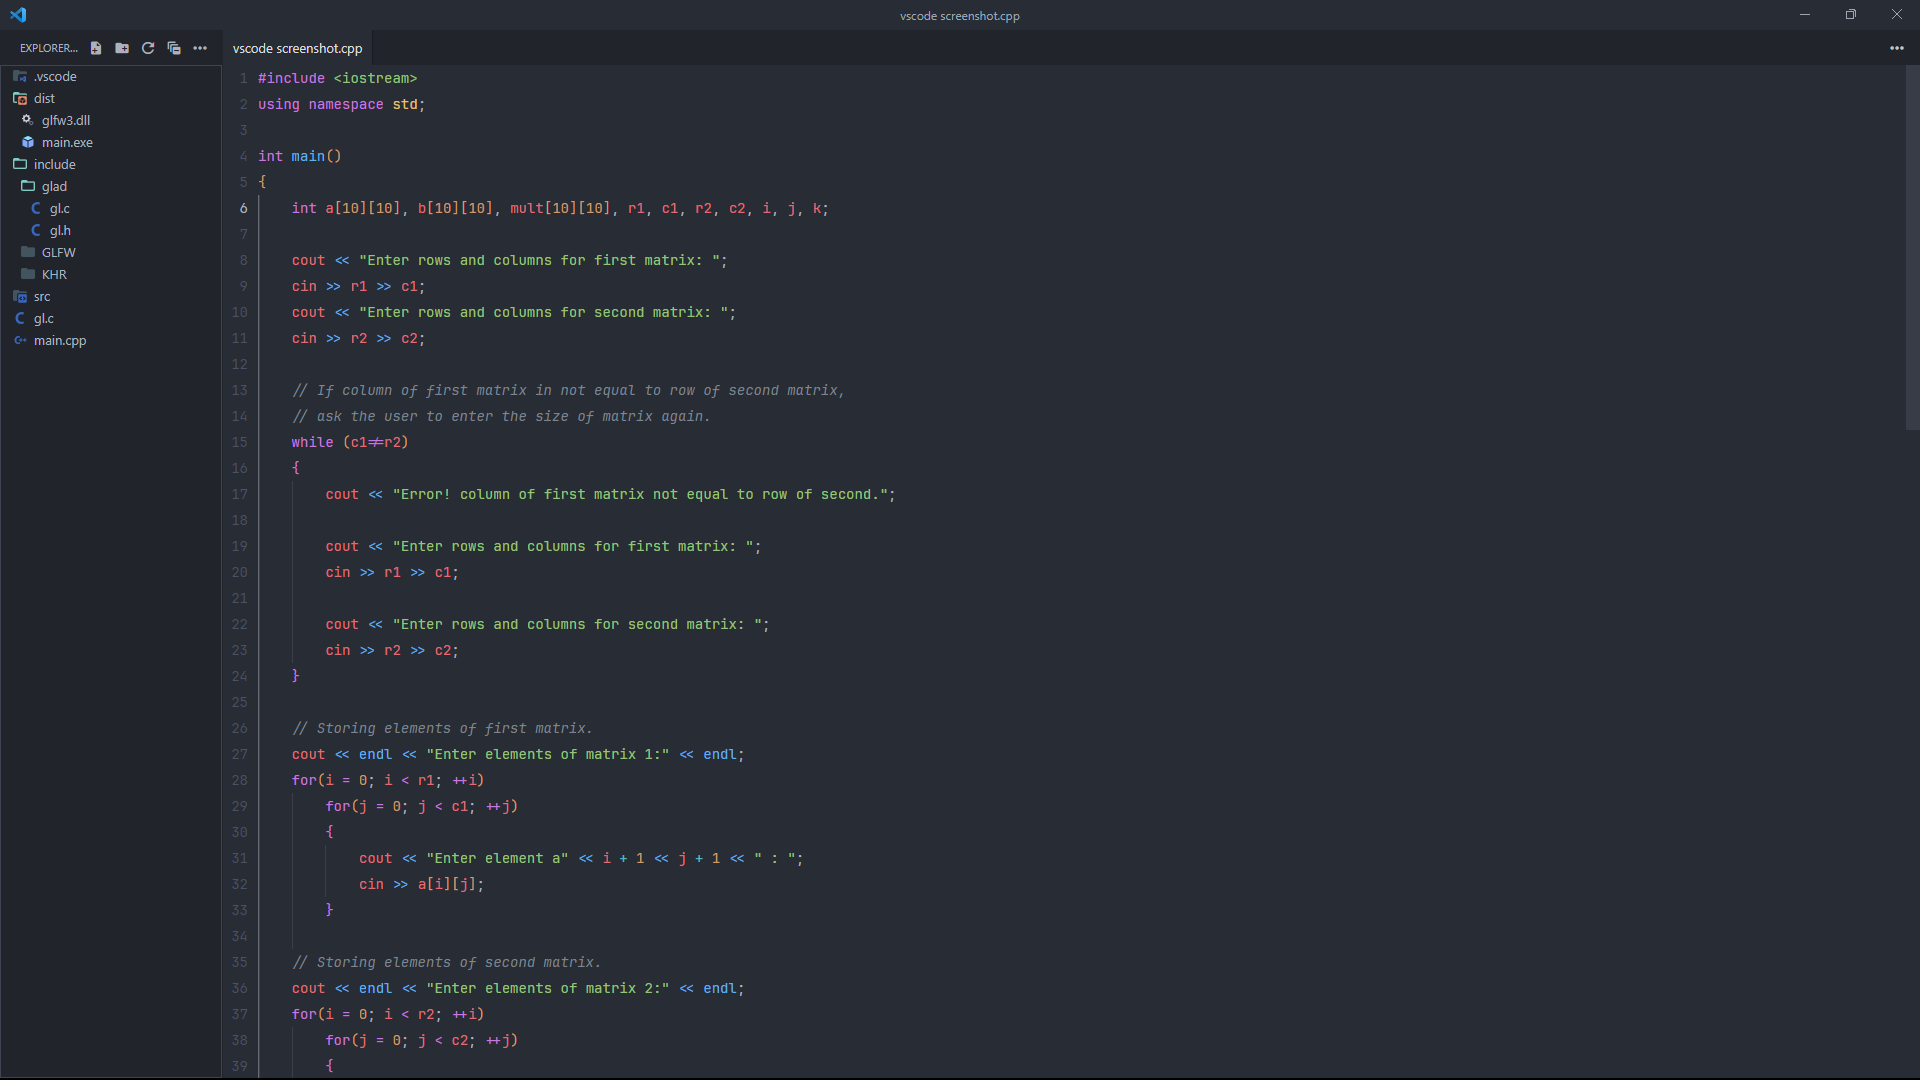 vscode screenshot.cpp
EXPLORER...
vscode screenshot.cpp
.vscode
dist
glfw3.dll
main.exe
include
glad
gl.c
gl.h
GLFW
KHR
src
gl.c
main.cpp
1 #include <iostream>
2 using namespace std;
3
4 int main()
5 {
6     int a[10][10], b[10][10], mult[10][10], r1, c1, r2, c2, i, j, k;
7
8     cout << "Enter rows and columns for first matrix: ";
9     cin >> r1 >> c1;
10     cout << "Enter rows and columns for second matrix: ";
11     cin >> r2 >> c2;
12
13     // If column of first matrix in not equal to row of second matrix,
14     // ask the user to enter the size of matrix again.
15     while (c1!=r2)
16     {
17         cout << "Error! column of first matrix not equal to row of second.";
18
19         cout << "Enter rows and columns for first matrix: ";
20         cin >> r1 >> c1;
21
22         cout << "Enter rows and columns for second matrix: ";
23         cin >> r2 >> c2;
24     }
25
26     // Storing elements of first matrix.
27     cout << endl << "Enter elements of matrix 1:" << endl;
28     for(i = 0; i < r1; ++i)
29         for(j = 0; j < c1; ++j)
30         {
31             cout << "Enter element a" << i + 1 << j + 1 << " : ";
32             cin >> a[i][j];
33         }
34
35     // Storing elements of second matrix.
36     cout << endl << "Enter elements of matrix 2:" << endl;
37     for(i = 0; i < r2; ++i)
38         for(j = 0; j < c2; ++j)
39         {